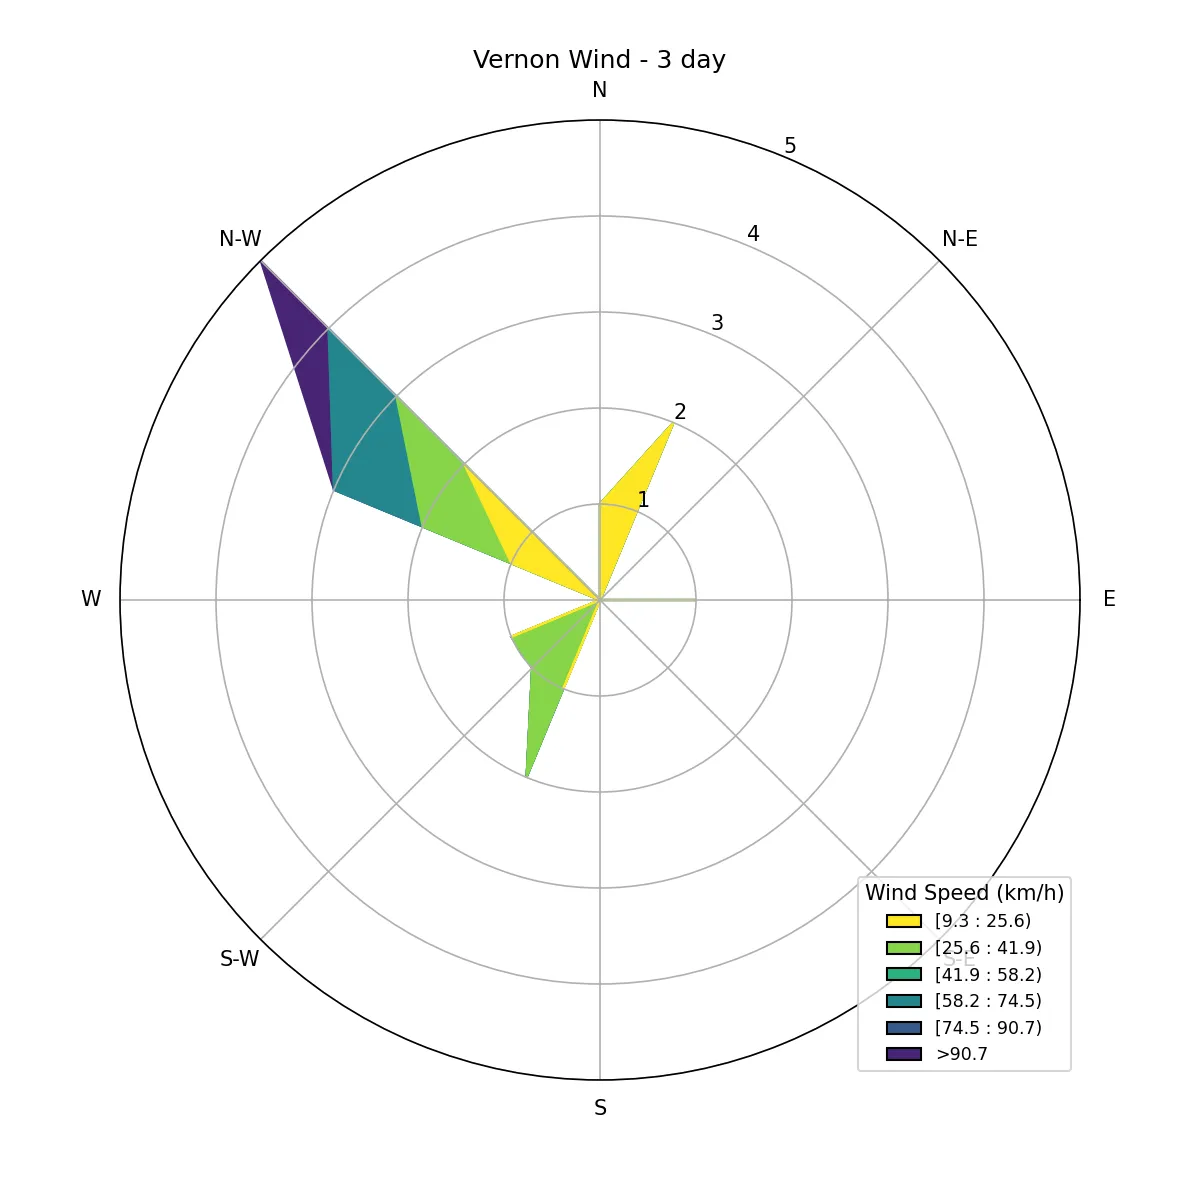 Vernon Wind - 3 day
N
5
N-W
N-E
4
3
2
1
W
E
S-W
S-E
S
Wind Speed (km/h)
[9.3 : 25.6)
[25.6 : 41.9)
[41.9 : 58.2)
[58.2 : 74.5)
[74.5 : 90.7)
>90.7